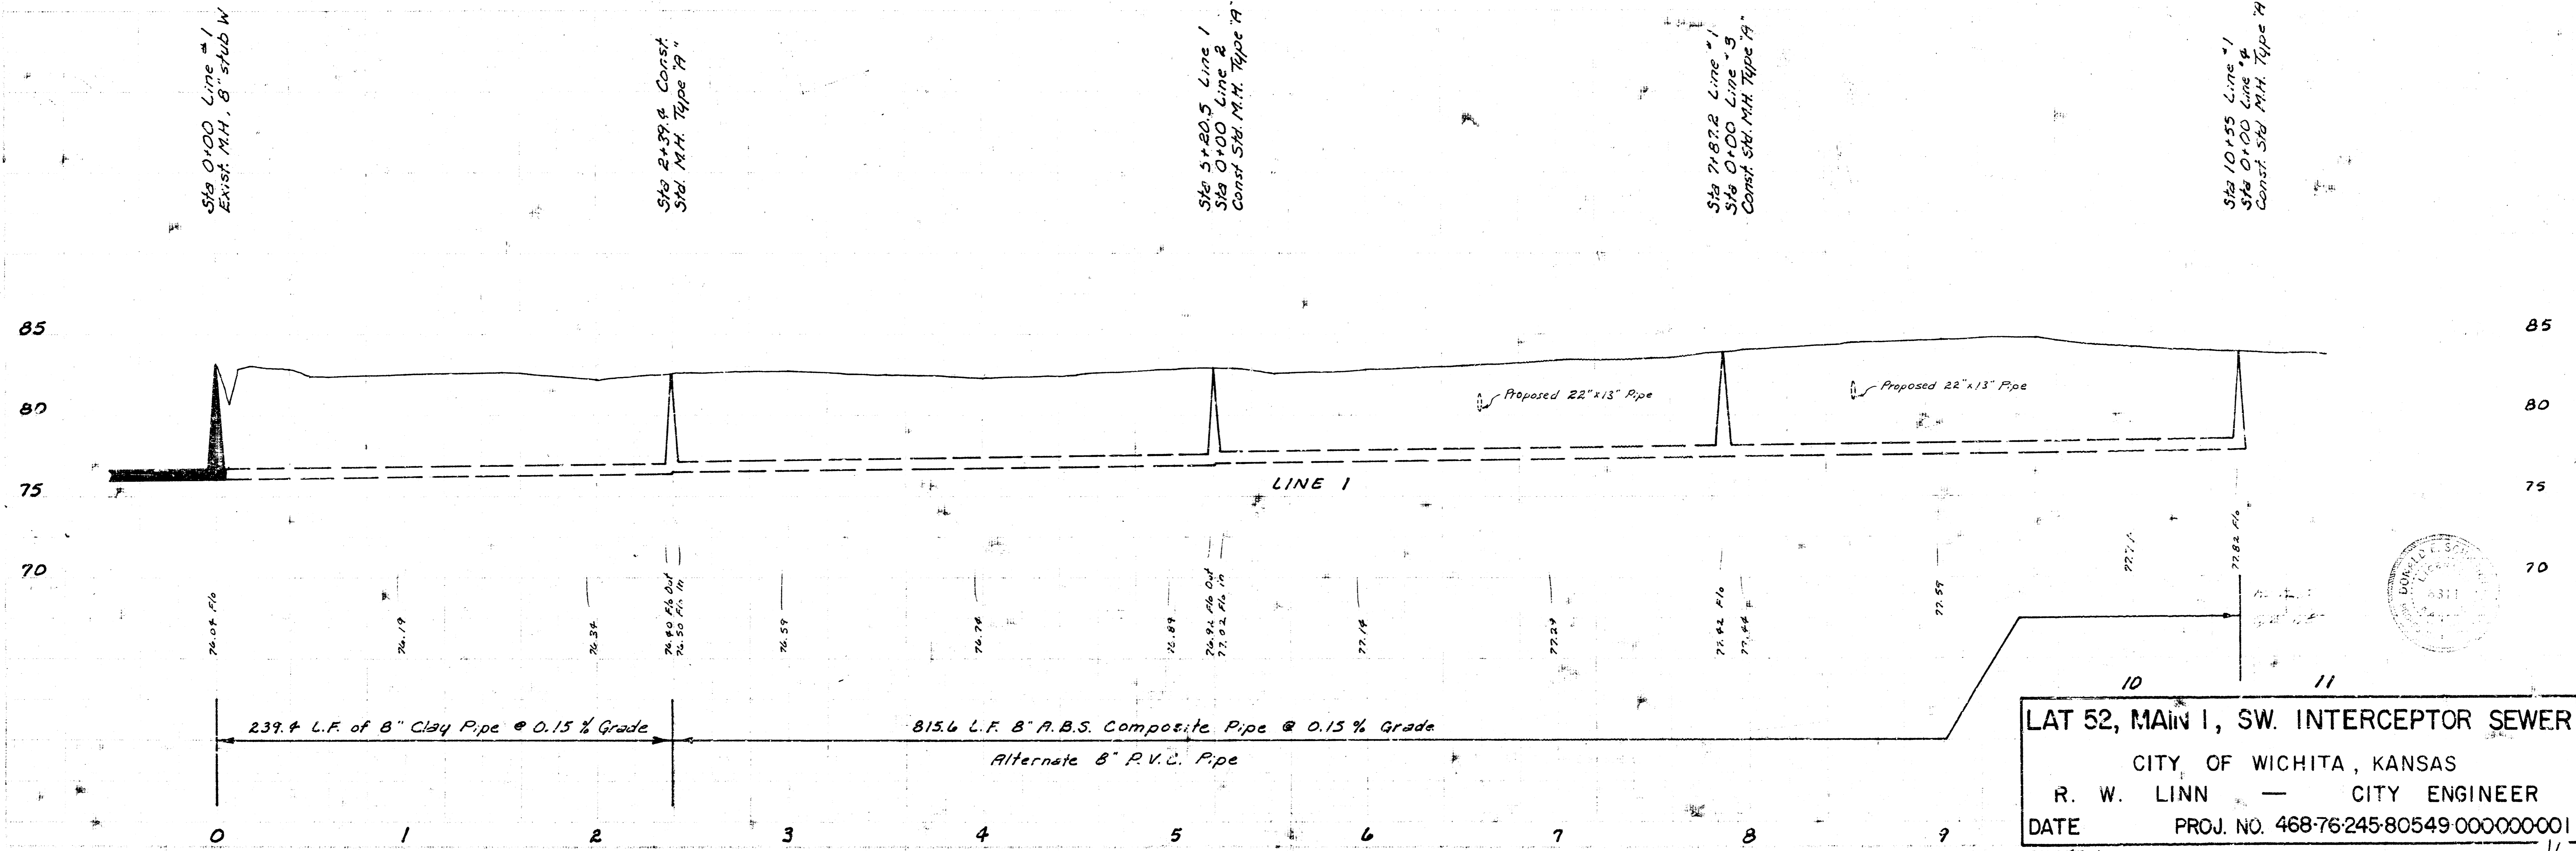 Sta 0+00 Line #1
Exist. M.H, 8" stub W
Sta 2+39.4 Const.
Std. M.H. Type "A"
Sta 5+20.5 Line 1
Sta 0+00 Line 2
Const Std. M.H. Type "A"
Sta 7+87.2 Line #1
Sta 0+00 Line #3
Const. Std. M.H. Type "A"
Sta 10+55 Line #1
Sta 0+00 Line #4
Const. Std M.H. Type "A"
85
85
80
80
Proposed 22"x13" Pipe
Proposed 22"x13" Pipe
75
75
LINE 1
70
70
76.04 Flo
76.19
76.34
76.40 Flo Out
76.50 Flo In
76.59
76.74
76.89
76.92 Flo Out
77.02 Flo in
77.14
77.29
77.42 Flo
77.44
77.59
77.82 Flo
239.4 L.F. of 8" Clay Pipe @ 0.15 % Grade
815.6 L.F. 8" A.B.S. Composite Pipe @ 0.15 % Grade
Alternate 8" P.V.C. Pipe
0 1 2 3 4 5 6 7 8 9 10 11
LAT 52, MAIN 1, SW. INTERCEPTOR SEWER
CITY OF WICHITA, KANSAS
R. W. LINN — CITY ENGINEER
DATE PROJ. NO. 468-76-245-80549-000000-001